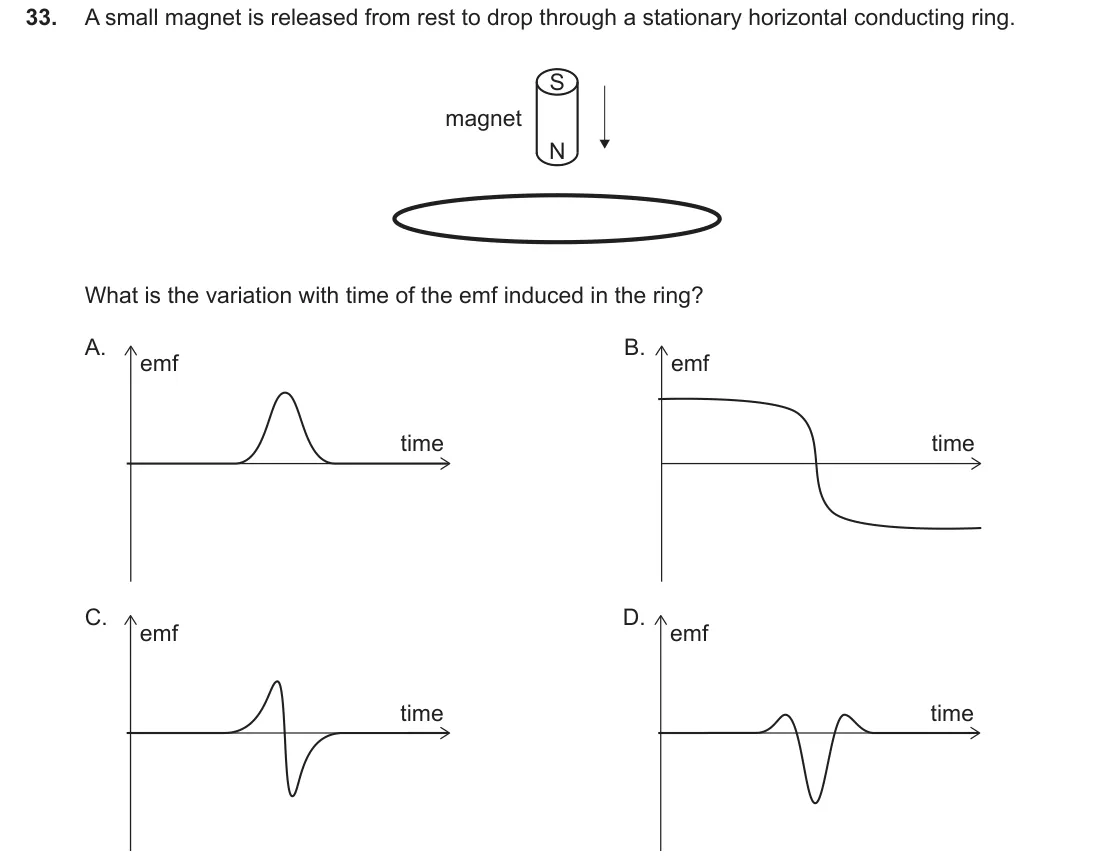 33. A small magnet is released from rest to drop through a stationary horizontal conducting ring.
S
magnet
N
What is the variation with time of the emf induced in the ring?
A. emf
time
B. emf
time
C. emf
time
D. emf
time